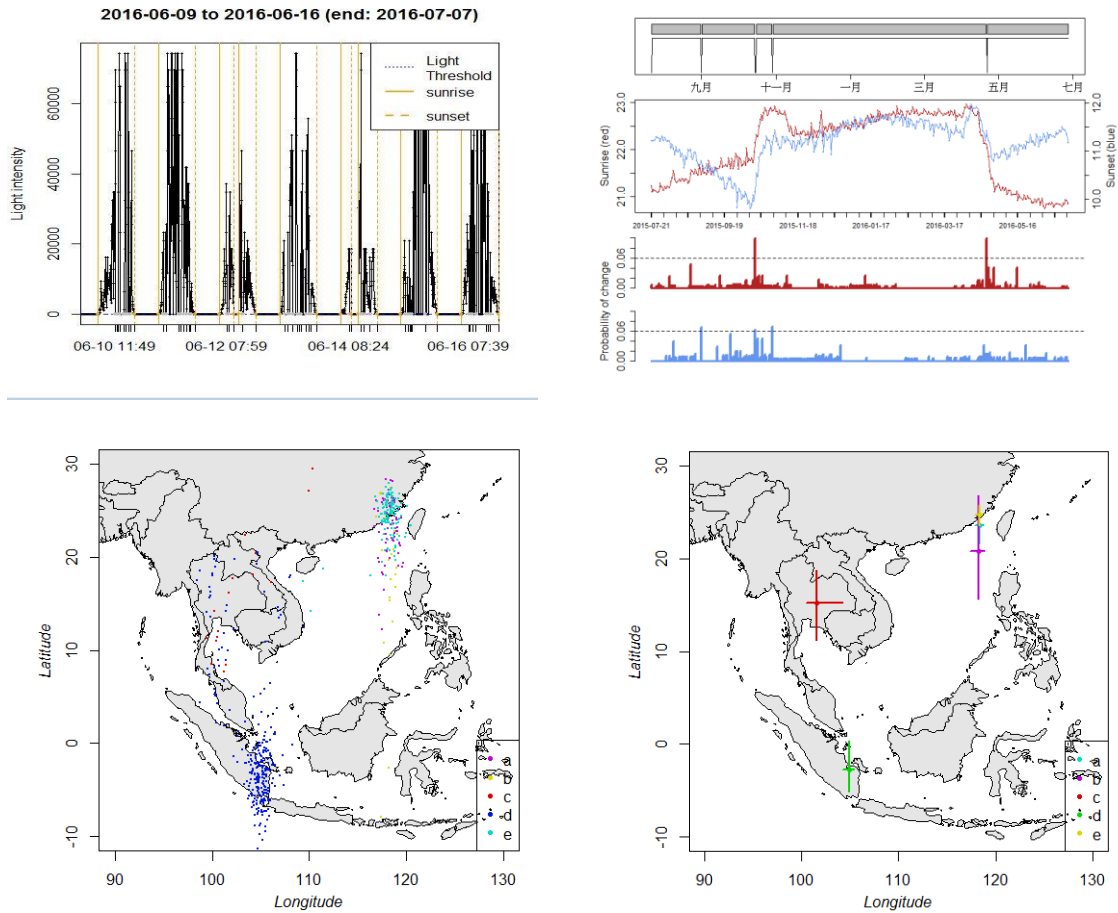 2016-06-09 to 2016-06-16 (end: 2016-07-07)
Light intensity
60000
40000
20000
0
Light
Threshold
sunrise
sunset
06-10 11:49
06-12 07:59
06-14 08:24
06-16 07:39
九月
十一月
一月
三月
五月
七月
Sunrise (red)
23.0
22.0
21.0
12.0
11.0
10.0
Sunset (blue)
2015-07-21
2015-09-19
2015-11-18
2016-01-17
2016-03-17
2016-05-16
Probability of change
0.06
0.00
0.06
0.00
Latitude
30
20
10
0
-10
a
b
c
d
e
90
100
110
120
130
Longitude
Latitude
30
20
10
0
-10
a
b
c
d
e
90
100
110
120
130
Longitude